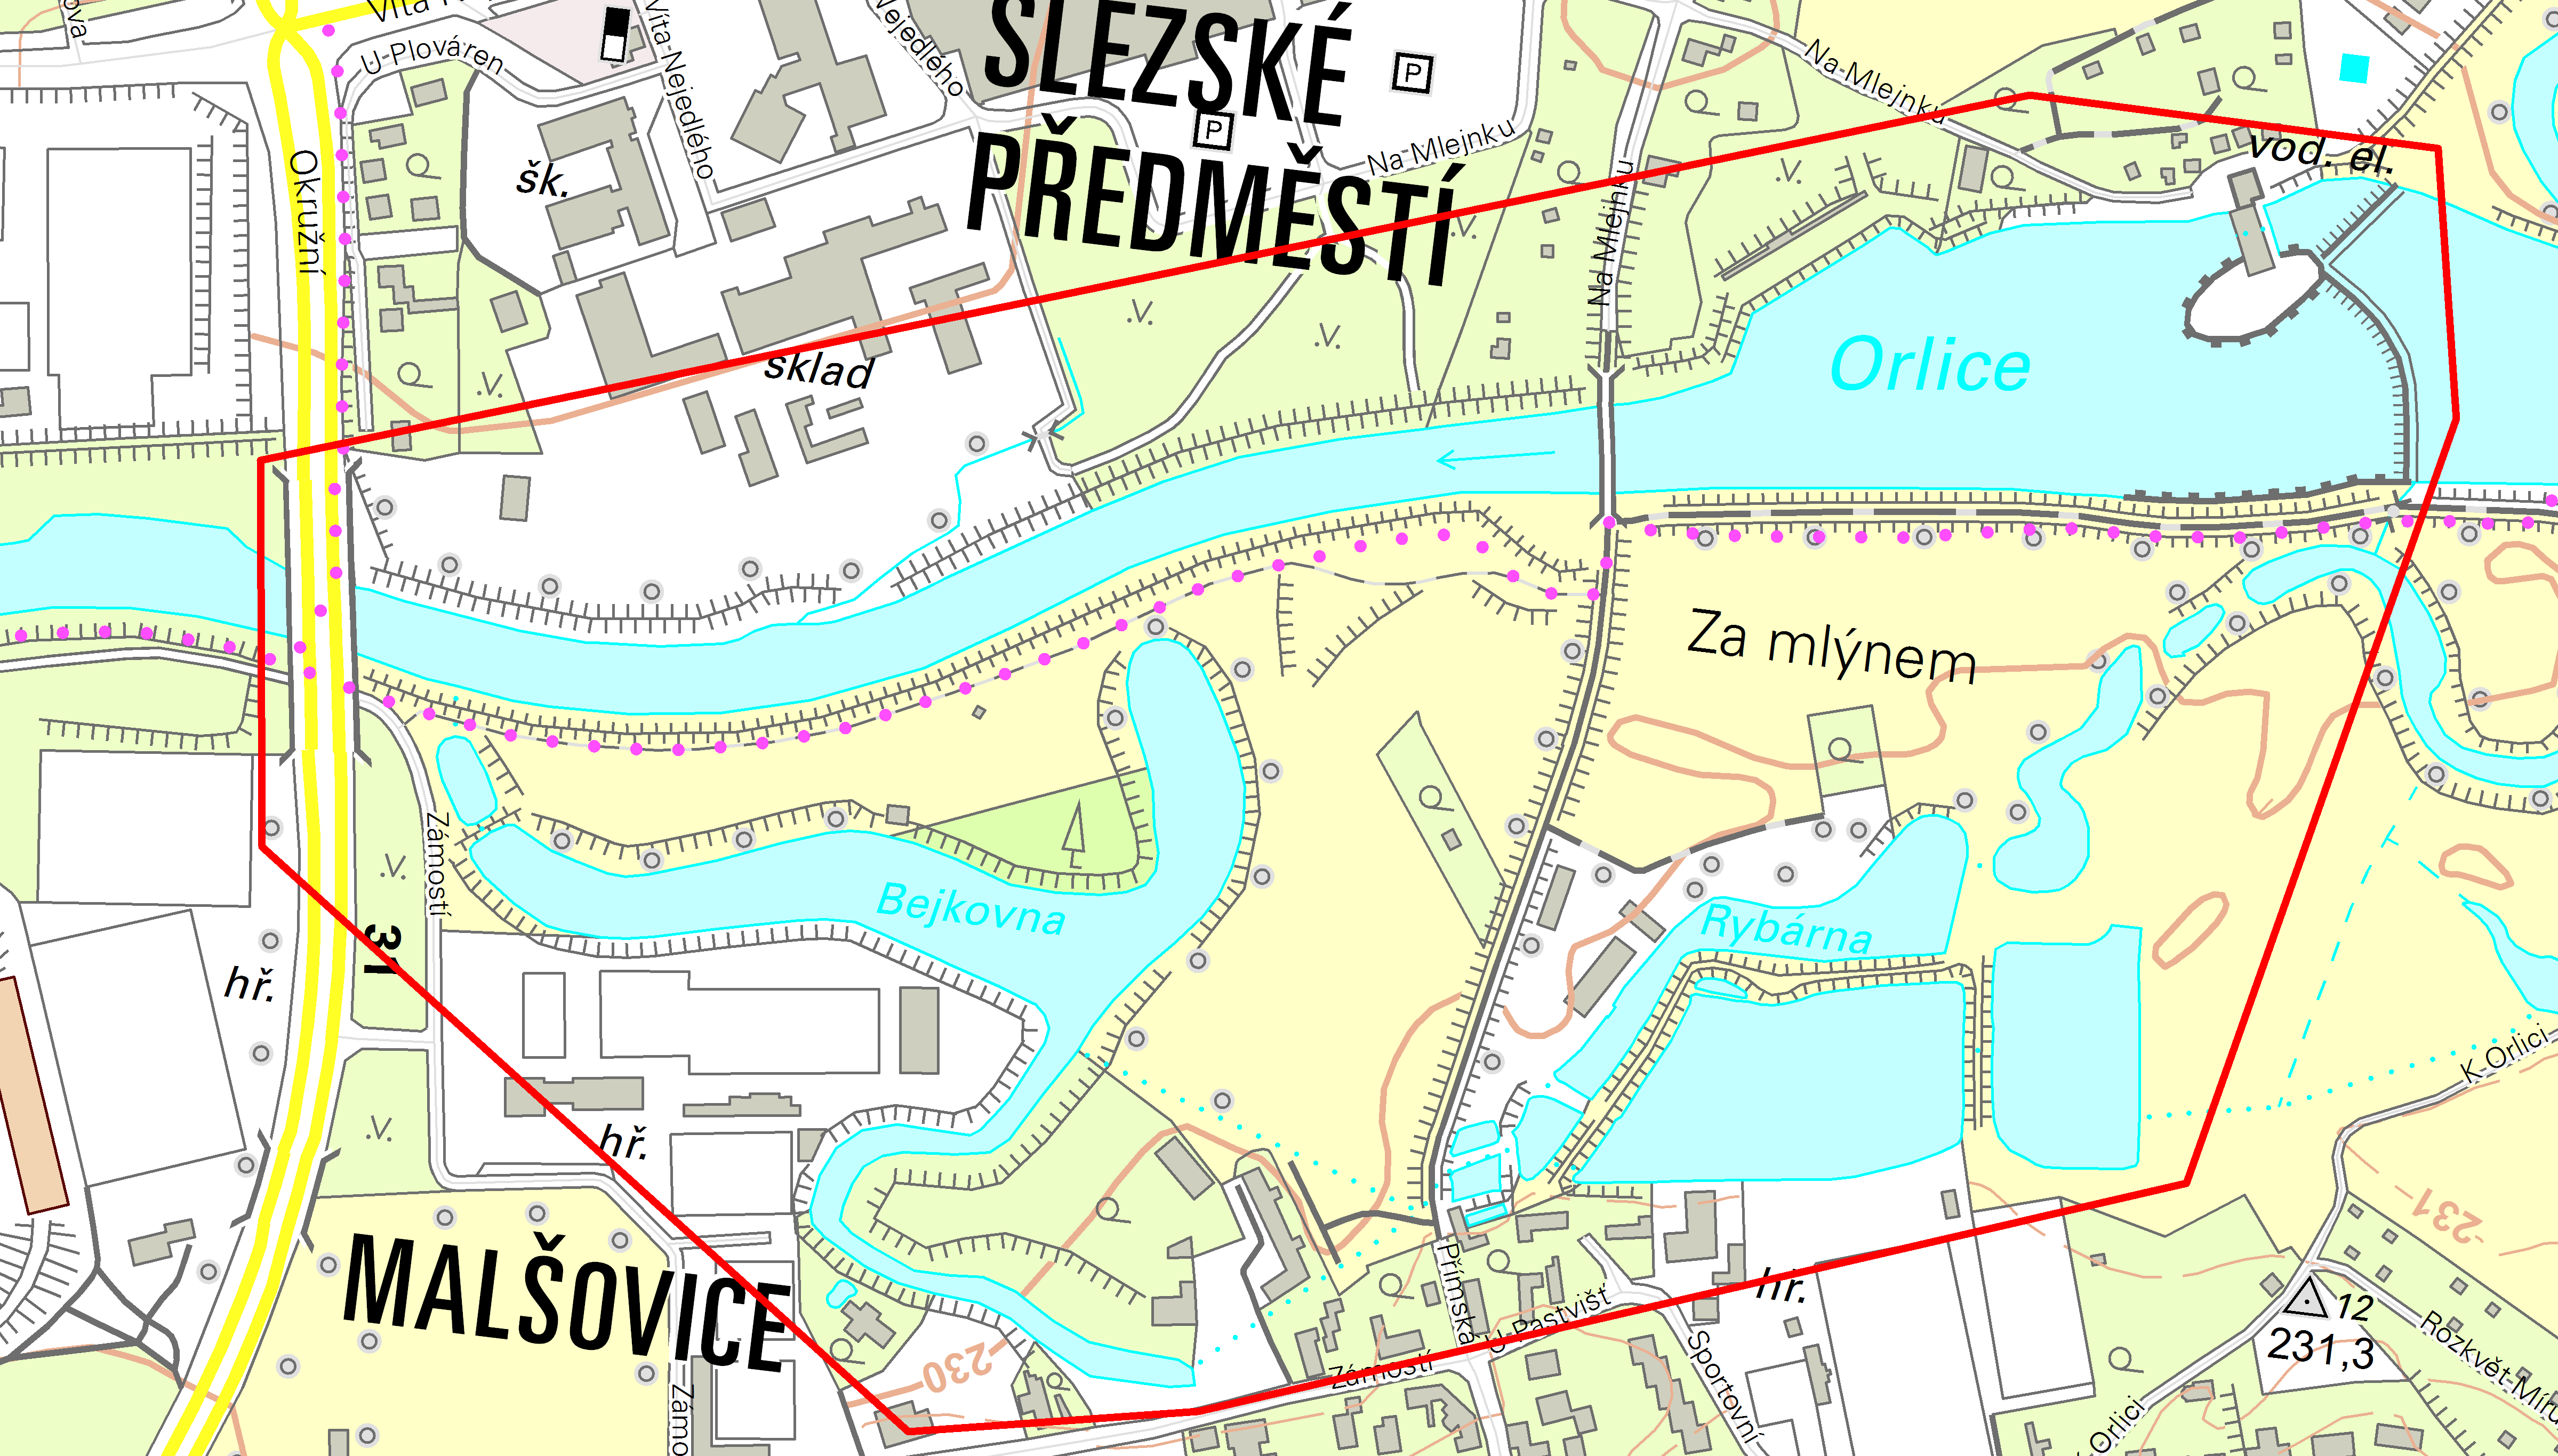 Víta
U Plováren
Víta Nejedlého
Nejedlého
SLEZSKÉ
PŘEDMĚSTÍ
P
P
Na Mlejnku
Na Mlejnku
Na Mlejnku
vod. el.
Okružní
šk.
sklad
Orlice
Za mlýnem
Zámostí
31
Bejkovna
Rybárna
hř.
hř.
hř.
K Orlici
MALŠOVICE
230
231
Přímská
U Pastvišť
Zámostí
Sportovní
12
231,3
Rozkvět Míru
Orlici
Zámo